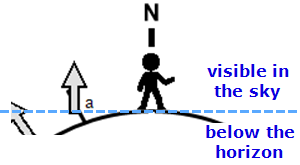 N
visible in
the sky
a
below the
horizon